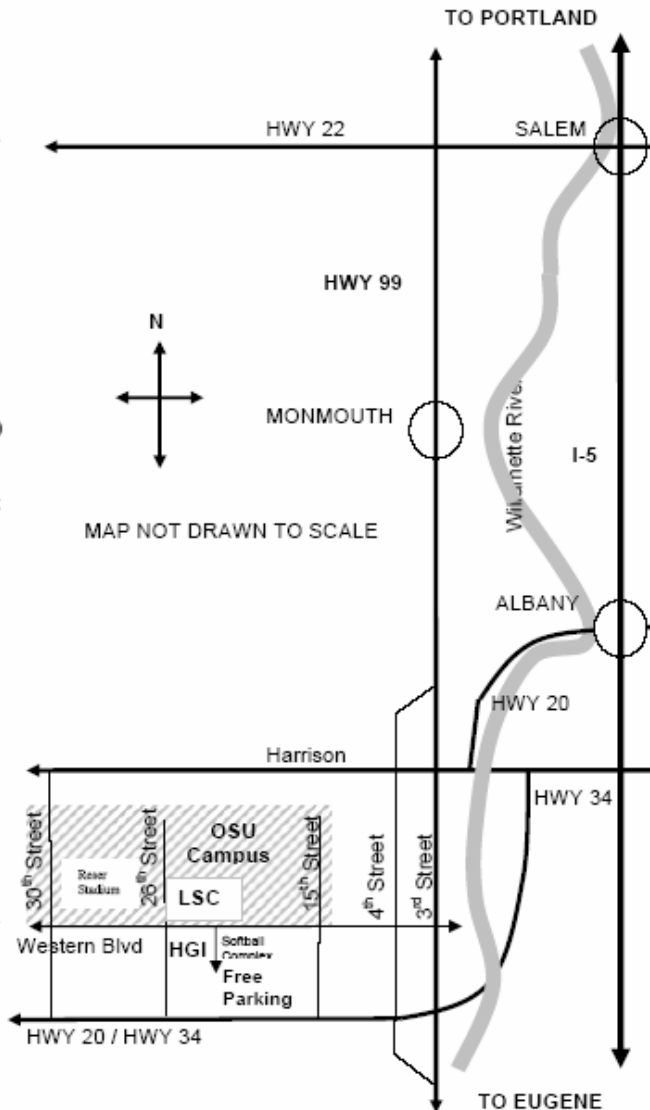 TO PORTLAND
HWY 22
SALEM
HWY 99
N
MONMOUTH
Willamette River
I-5
MAP NOT DRAWN TO SCALE
ALBANY
HWY 20
Harrison
HWY 34
OSU
Campus
30th Street
Reser
Stadium
26th Street
LSC
15th Street
4th Street
3rd Street
Western Blvd
HGI
Softball
Complex
Free
Parking
HWY 20 / HWY 34
TO EUGENE